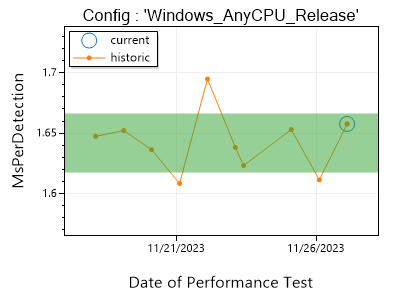 Config : 'Windows_AnyCPU_Release'
current
historic
1.7
1.65
1.6
MsPerDetection
11/21/2023
11/26/2023
Date of Performance Test